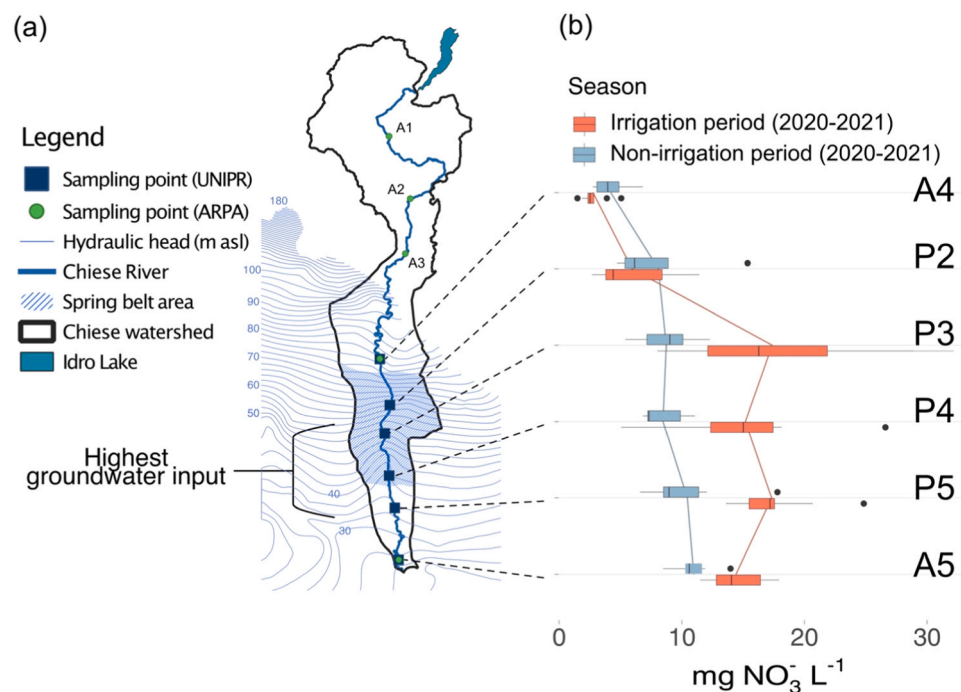 (a)
(b)
Legend
Sampling point (UNIPR)
Sampling point (ARPA)
Hydraulic head (m asl)
Chiese River
Spring belt area
Chiese watershed
Idro Lake
Highest
groundwater input
A1
A2
A3
180
100
90
80
70
60
50
40
30
Season
Irrigation period (2020-2021)
Non-irrigation period (2020-2021)
A4
P2
P3
P4
P5
A5
0 10 20 30
mg NO₃⁻ L⁻¹